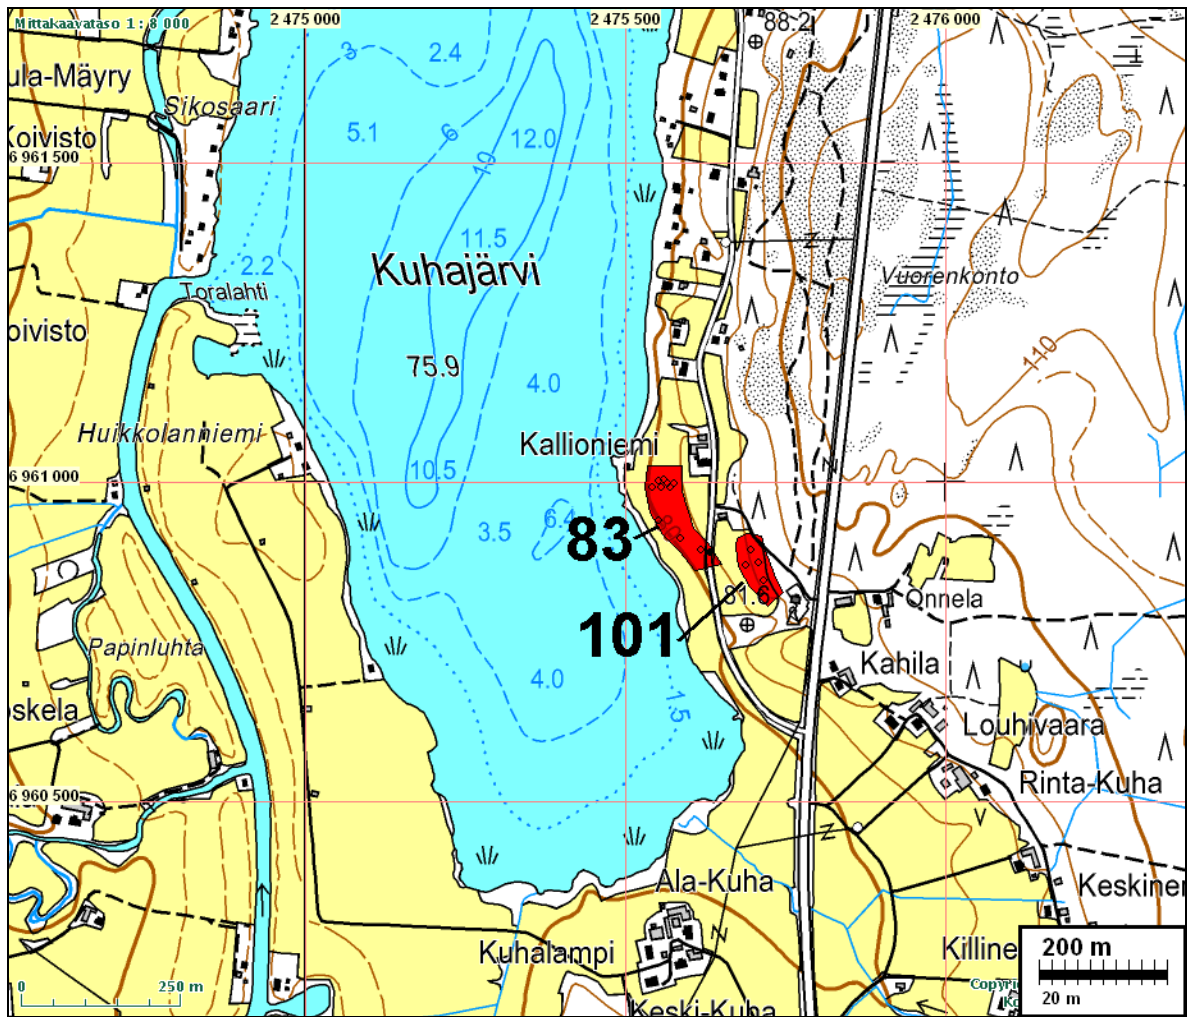 Mittakaavataso 1 : 8 000
2 475 000
2 475 500
2 476 000
88.2
3
2.4
ula-Mäyry
Sikosaari
5.1
6
12.0
Koivisto
6 961 500
10
11.5
2.2
Kuhajärvi
Vuorenkonto
Toralahti
oivisto
75.9
4.0
110
Huikkolanniemi
Kallioniemi
10.5
6 961 000
3.5
6.4
83
80
81.6
Onnela
101
Papinluhta
Kahila
4.0
1.5
oskela
Louhivaara
Rinta-Kuha
6 960 500
Ala-Kuha
Keskinen
Kuhalampi
Killine
200 m
20 m
0
250 m
Copyri
Ko
Keski-Kuha